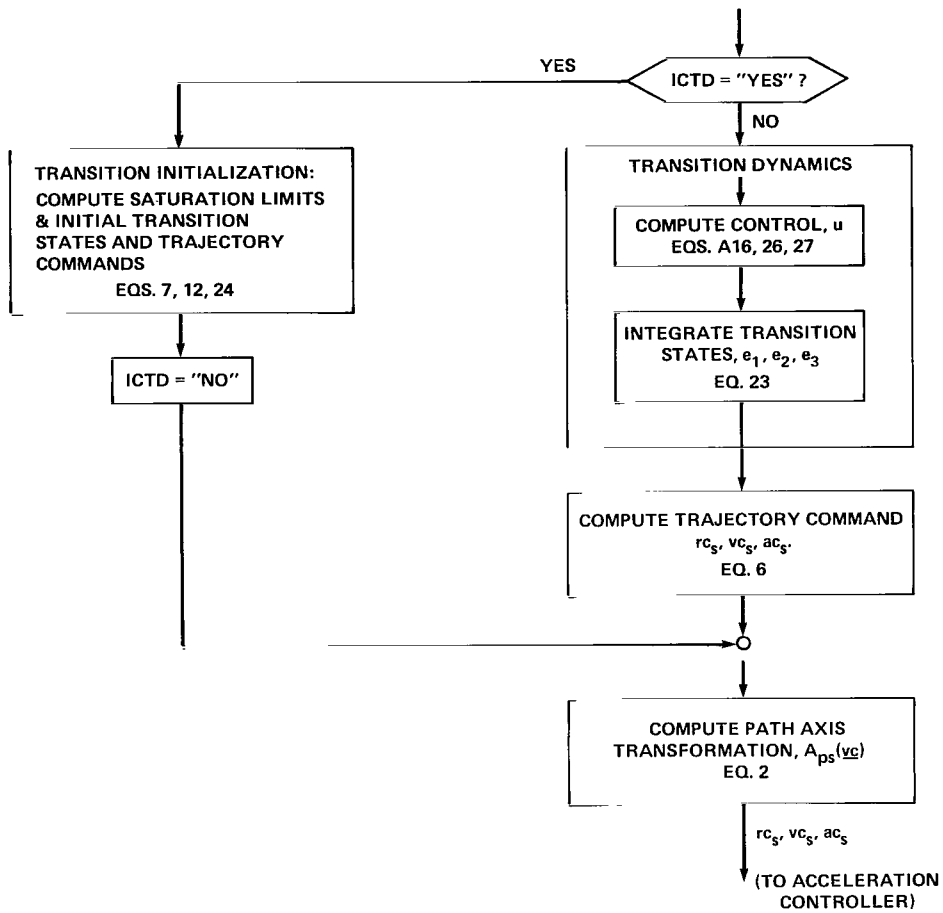 ICTD = "YES" ?
YES
NO
TRANSITION INITIALIZATION:
COMPUTE SATURATION LIMITS
& INITIAL TRANSITION
STATES AND TRAJECTORY
COMMANDS
EQS. 7, 12, 24
ICTD = "NO"
TRANSITION DYNAMICS
COMPUTE CONTROL, u
EQS. A16, 26, 27
INTEGRATE TRANSITION
STATES, e1, e2, e3
EQ. 23
COMPUTE TRAJECTORY COMMAND
rcs, vcs, acs.
EQ. 6
COMPUTE PATH AXIS
TRANSFORMATION, Aps(vc)
EQ. 2
rcs, vcs, acs
(TO ACCELERATION
CONTROLLER)